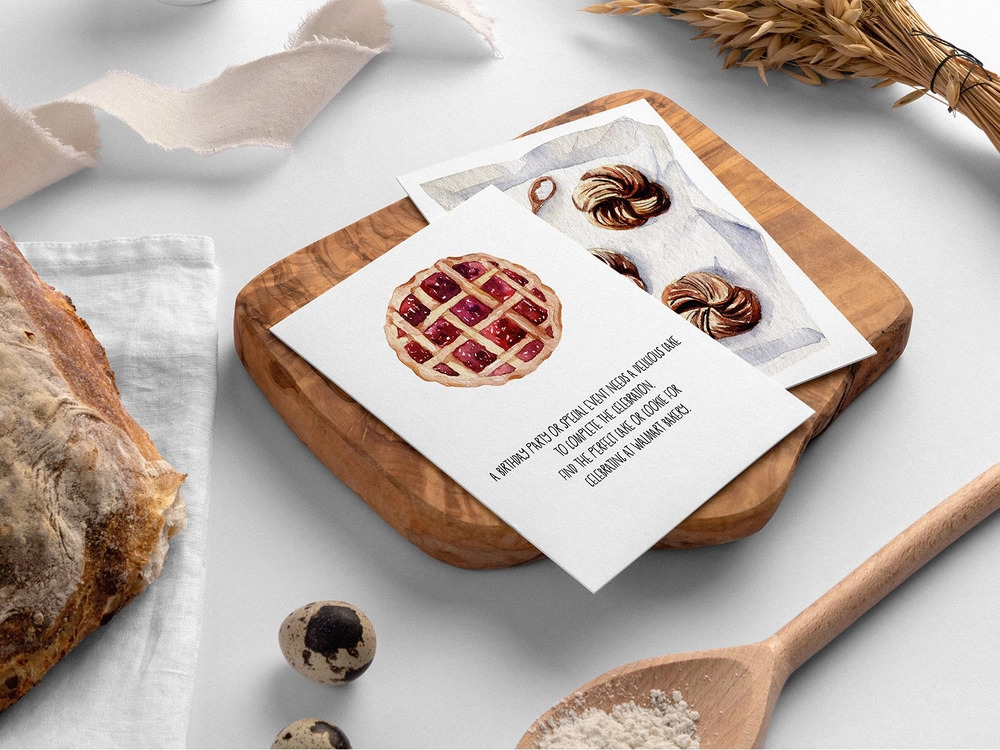 A BIRTHDAY PARTY OR SPECIAL EVENT NEEDS A DELICIOUS CAKE
TO COMPLETE THE CELEBRATION.
FIND THE PERFECT CAKE OR COOKIE FOR
CELEBRATING AT WALMART BAKERY.